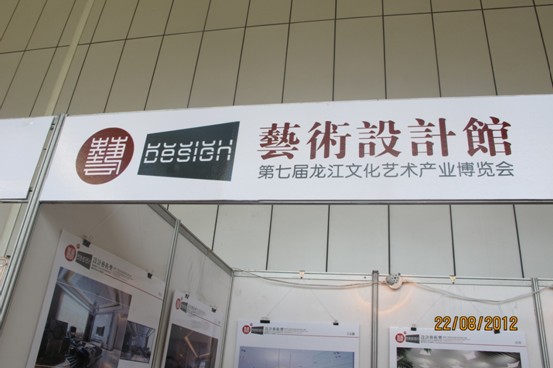 藝
DESIGN
藝術設計館
第七届龙江文化艺术产业博览会
22/08/2012